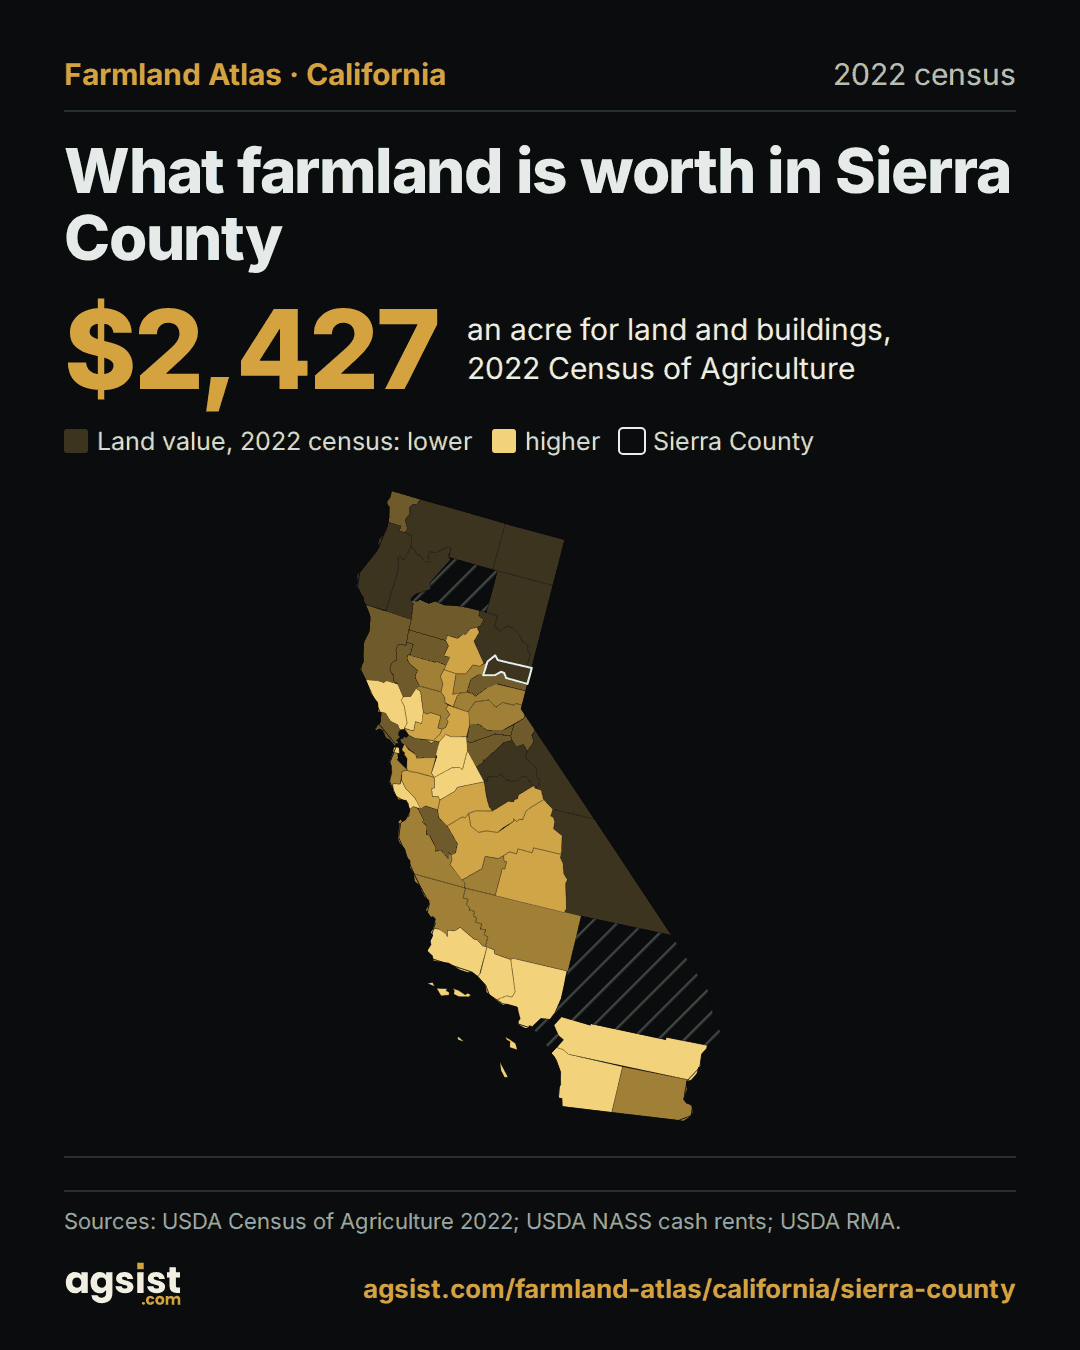 Farmland Atlas · California
2022 census
What farmland is worth in Sierra
County
$2,427
an acre for land and buildings,
2022 Census of Agriculture
Land value, 2022 census: lower
higher
Sierra County
Sources: USDA Census of Agriculture 2022; USDA NASS cash rents; USDA RMA.
agsist
.com
agsist.com/farmland-atlas/california/sierra-county